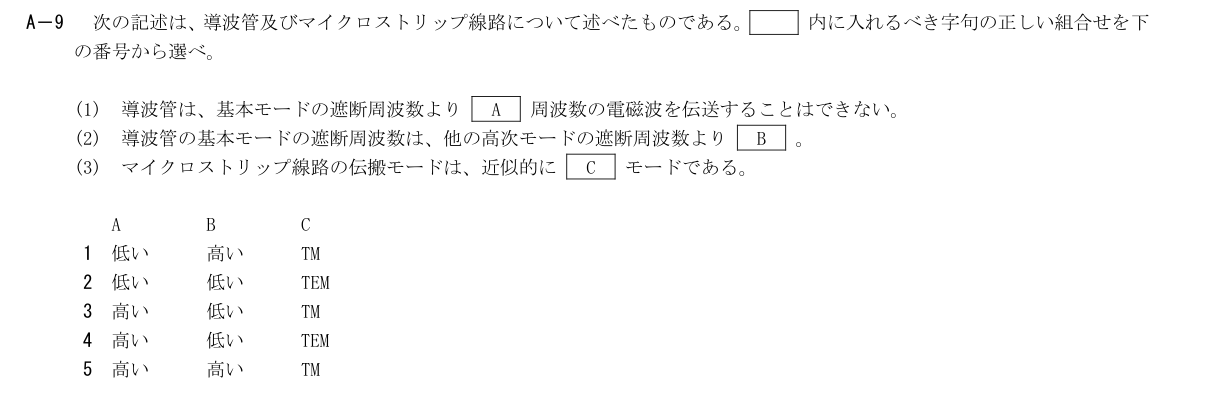 A－9　次の記述は、導波管及びマイクロストリップ線路について述べたものである。　　内に入れるべき字句の正しい組合せを下
の番号から選べ。
(1)　導波管は、基本モードの遮断周波数より A 周波数の電磁波を伝送することはできない。
(2)　導波管の基本モードの遮断周波数は、他の高次モードの遮断周波数より B 。
(3)　マイクロストリップ線路の伝搬モードは、近似的に C モードである。
A　B　C
1　低い　高い　TM
2　低い　低い　TEM
3　高い　低い　TM
4　高い　低い　TEM
5　高い　高い　TM